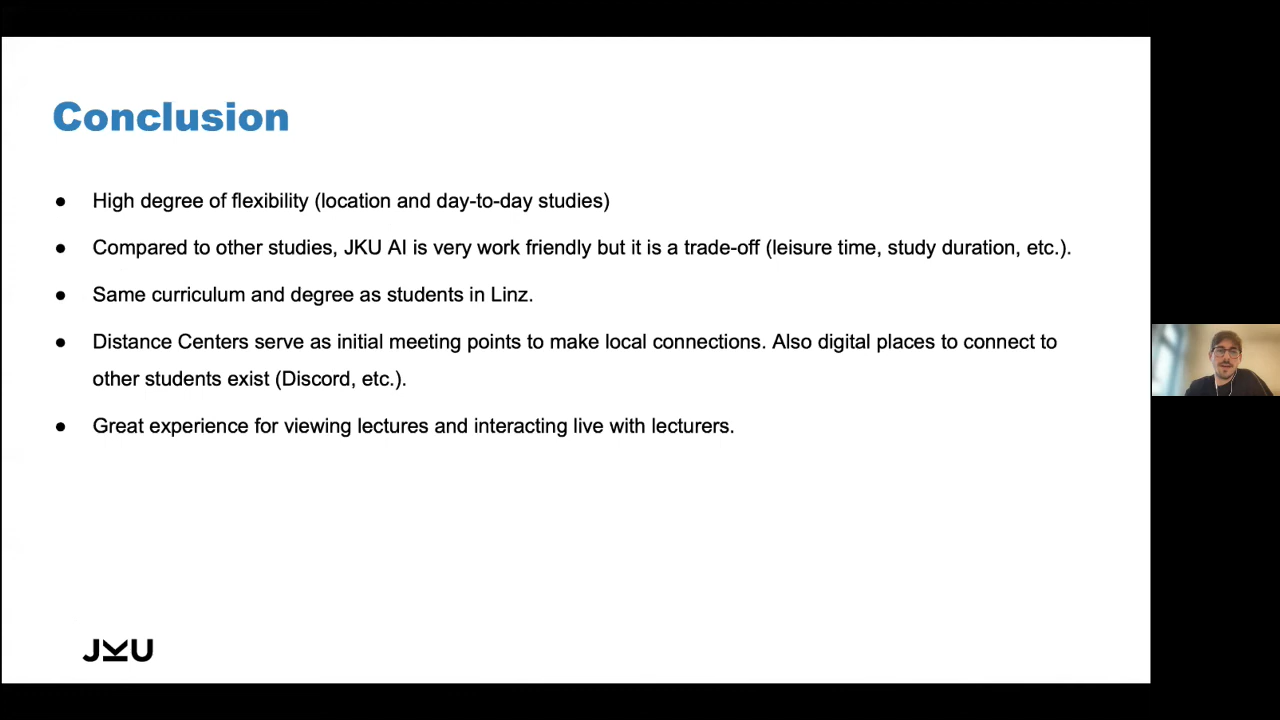 Conclusion
● High degree of flexibility (location and day-to-day studies)
● Compared to other studies, JKU AI is very work friendly but it is a trade-off (leisure time, study duration, etc.).
● Same curriculum and degree as students in Linz.
● Distance Centers serve as initial meeting points to make local connections. Also digital places to connect to
other students exist (Discord, etc.).
● Great experience for viewing lectures and interacting live with lecturers.
JKU